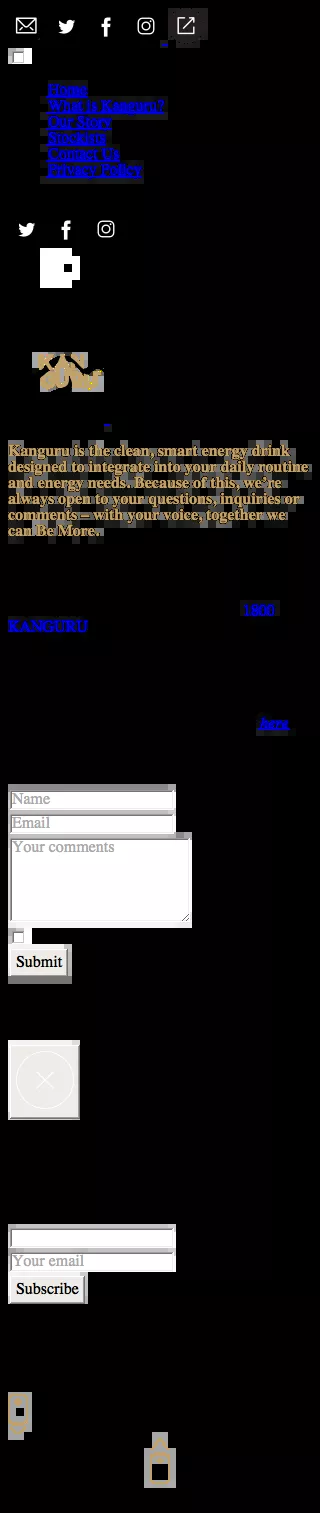 Home
What is Kanguru?
Our Story
Stockists
Contact Us
Privacy Policy
Kanguru is the clean, smart energy drink
designed to integrate into your daily routine
and energy needs. Because of this, we're
always open to your questions, inquiries or
comments – with your voice, together we
can Be More.
1800
KANGURU
here
Name
Email
Your comments
Submit
Your email
Subscribe